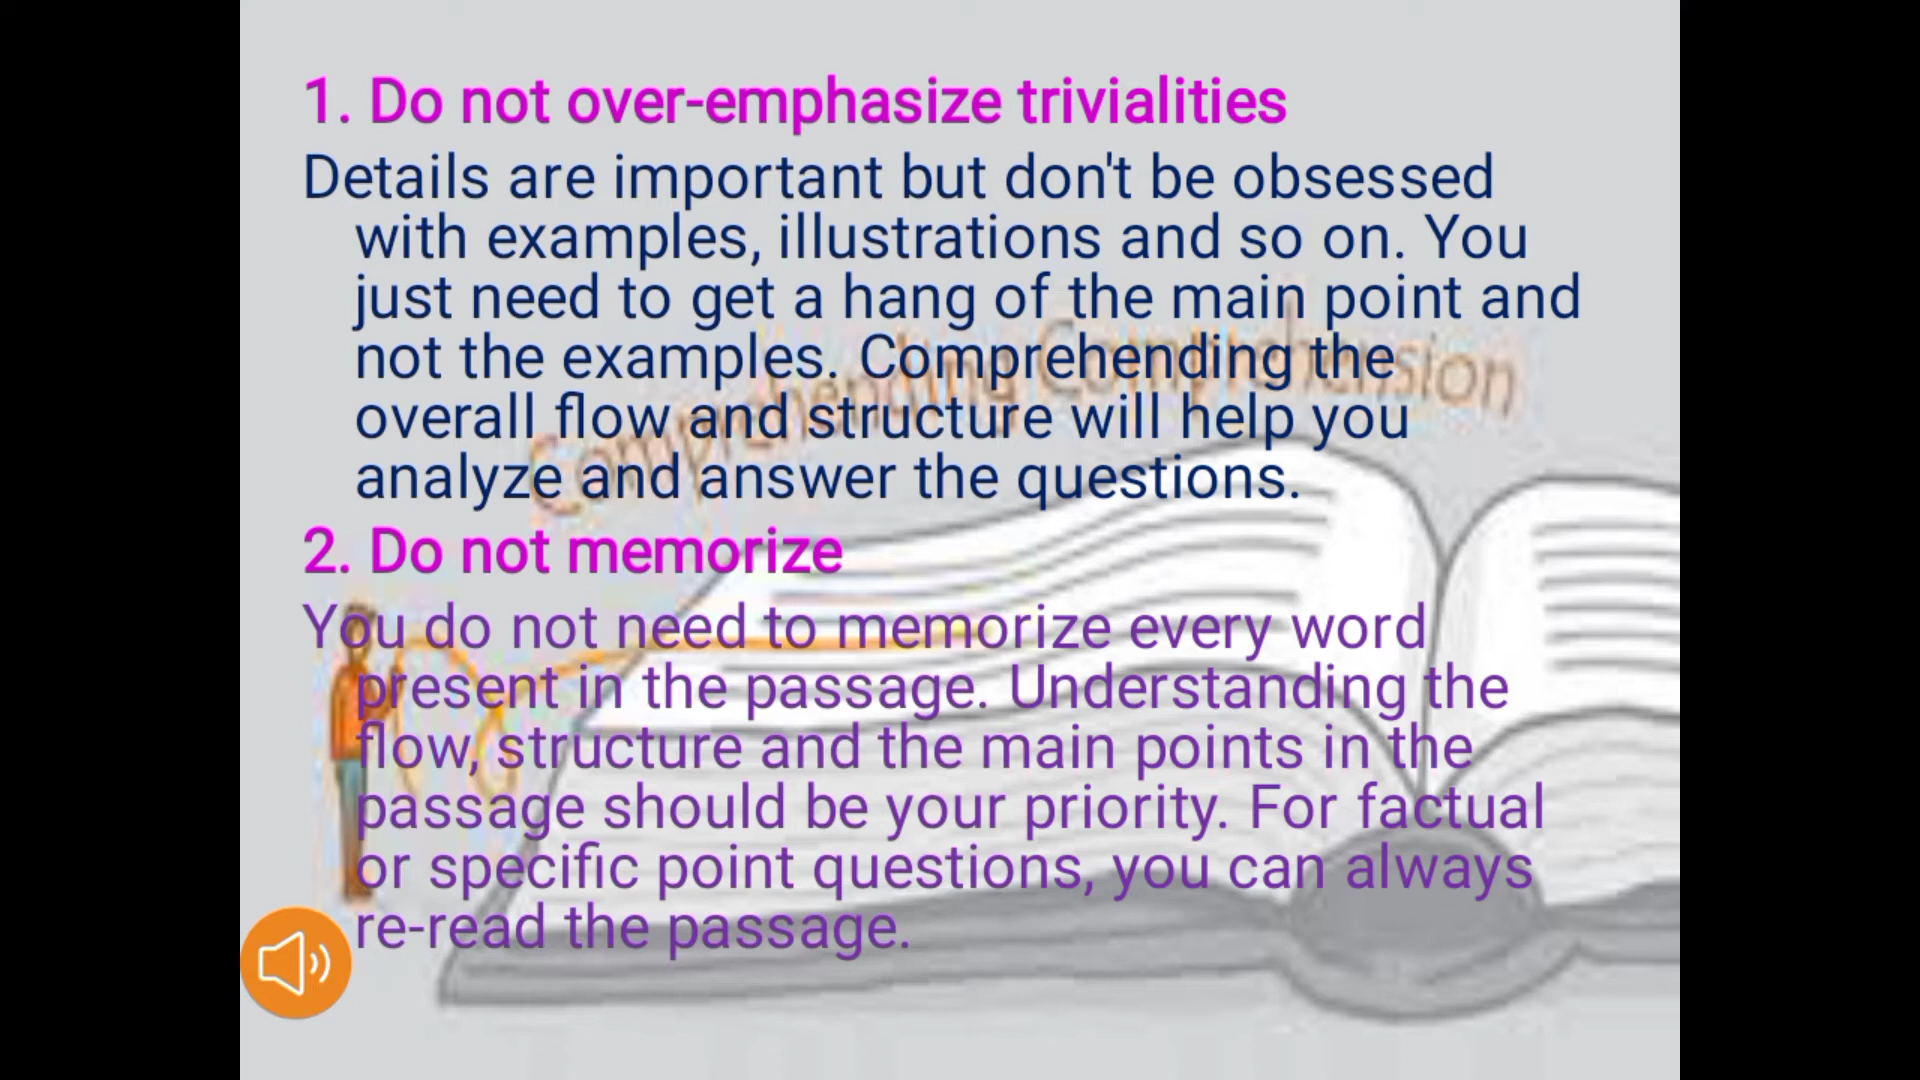 1. Do not over-emphasize trivialities
Details are important but don't be obsessed
with examples, illustrations and so on. You
just need to get a hang of the main point and
not the examples. Comprehending the
overall flow and structure will help you
analyze and answer the questions.
Comprehending Comprehension
2. Do not memorize
You do not need to memorize every word
present in the passage. Understanding the
flow, structure and the main points in the
passage should be your priority. For factual
or specific point questions, you can always
re-read the passage.